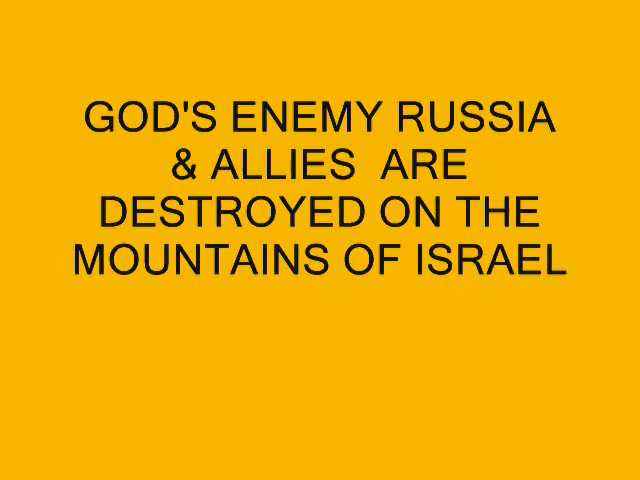 GOD'S ENEMY RUSSIA
& ALLIES  ARE
DESTROYED ON THE
MOUNTAINS OF ISRAEL